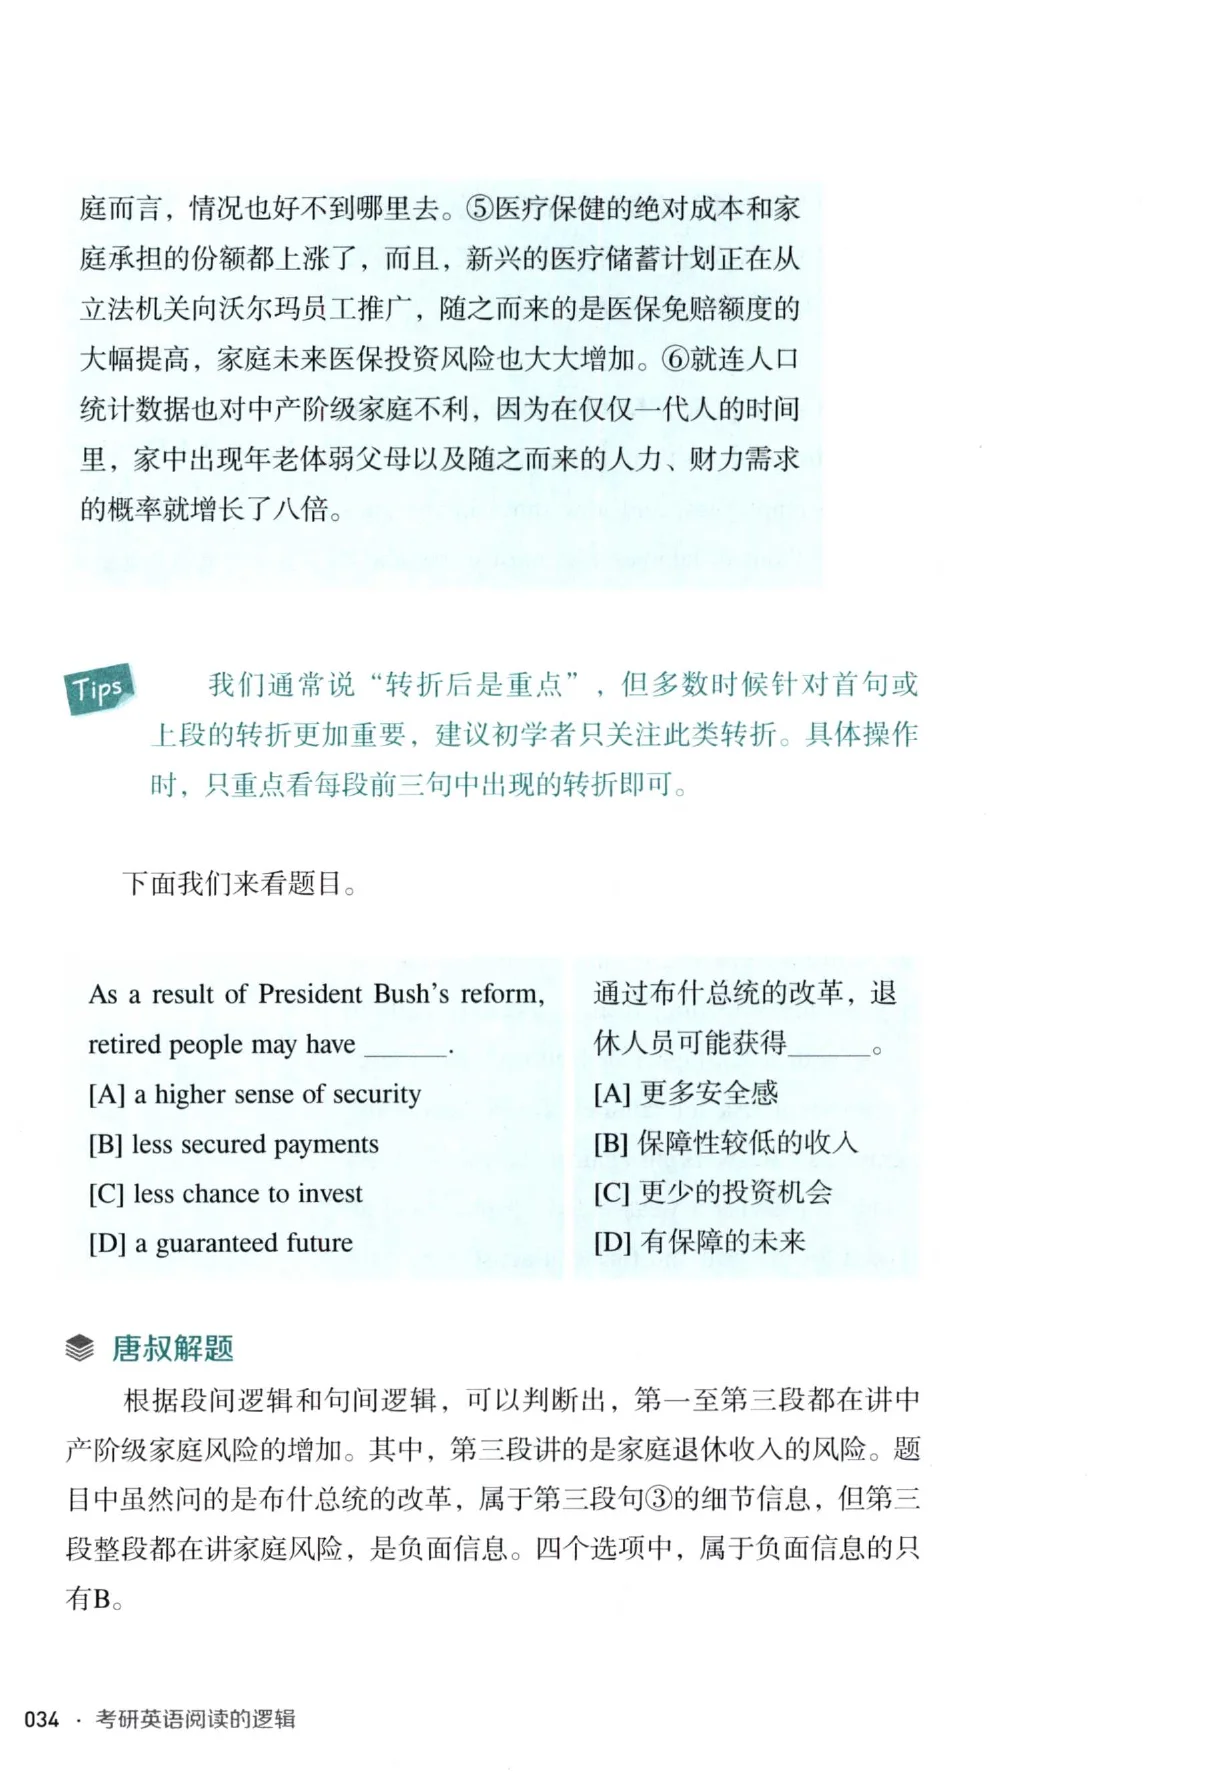 庭而言，情况也好不到哪里去。⑤医疗保健的绝对成本和家
庭承担的份额都上涨了，而且，新兴的医疗储蓄计划正在从
立法机关向沃尔玛员工推广，随之而来的是医保免赔额度的
大幅提高，家庭未来医保投资风险也大大增加。⑥就连人口
统计数据也对中产阶级家庭不利，因为在仅仅一代人的时间
里，家中出现年老体弱父母以及随之而来的人力、财力需求
的概率就增长了八倍。
Tips
我们通常说“转折后是重点”，但多数时候针对首句或
上段的转折更加重要，建议初学者只关注此类转折。具体操作
时，只重点看每段前三句中出现的转折即可。
下面我们来看题目。
As a result of President Bush's reform,
retired people may have ______.
[A] a higher sense of security
[B] less secured payments
[C] less chance to invest
[D] a guaranteed future
通过布什总统的改革，退
休人员可能获得______。
[A] 更多安全感
[B] 保障性较低的收入
[C] 更少的投资机会
[D] 有保障的未来
唐叔解题
根据段间逻辑和句间逻辑，可以判断出，第一至第三段都在讲中
产阶级家庭风险的增加。其中，第三段讲的是家庭退休收入的风险。题
目中虽然问的是布什总统的改革，属于第三段句③的细节信息，但第三
段整段都在讲家庭风险，是负面信息。四个选项中，属于负面信息的只
有B。
034 · 考研英语阅读的逻辑